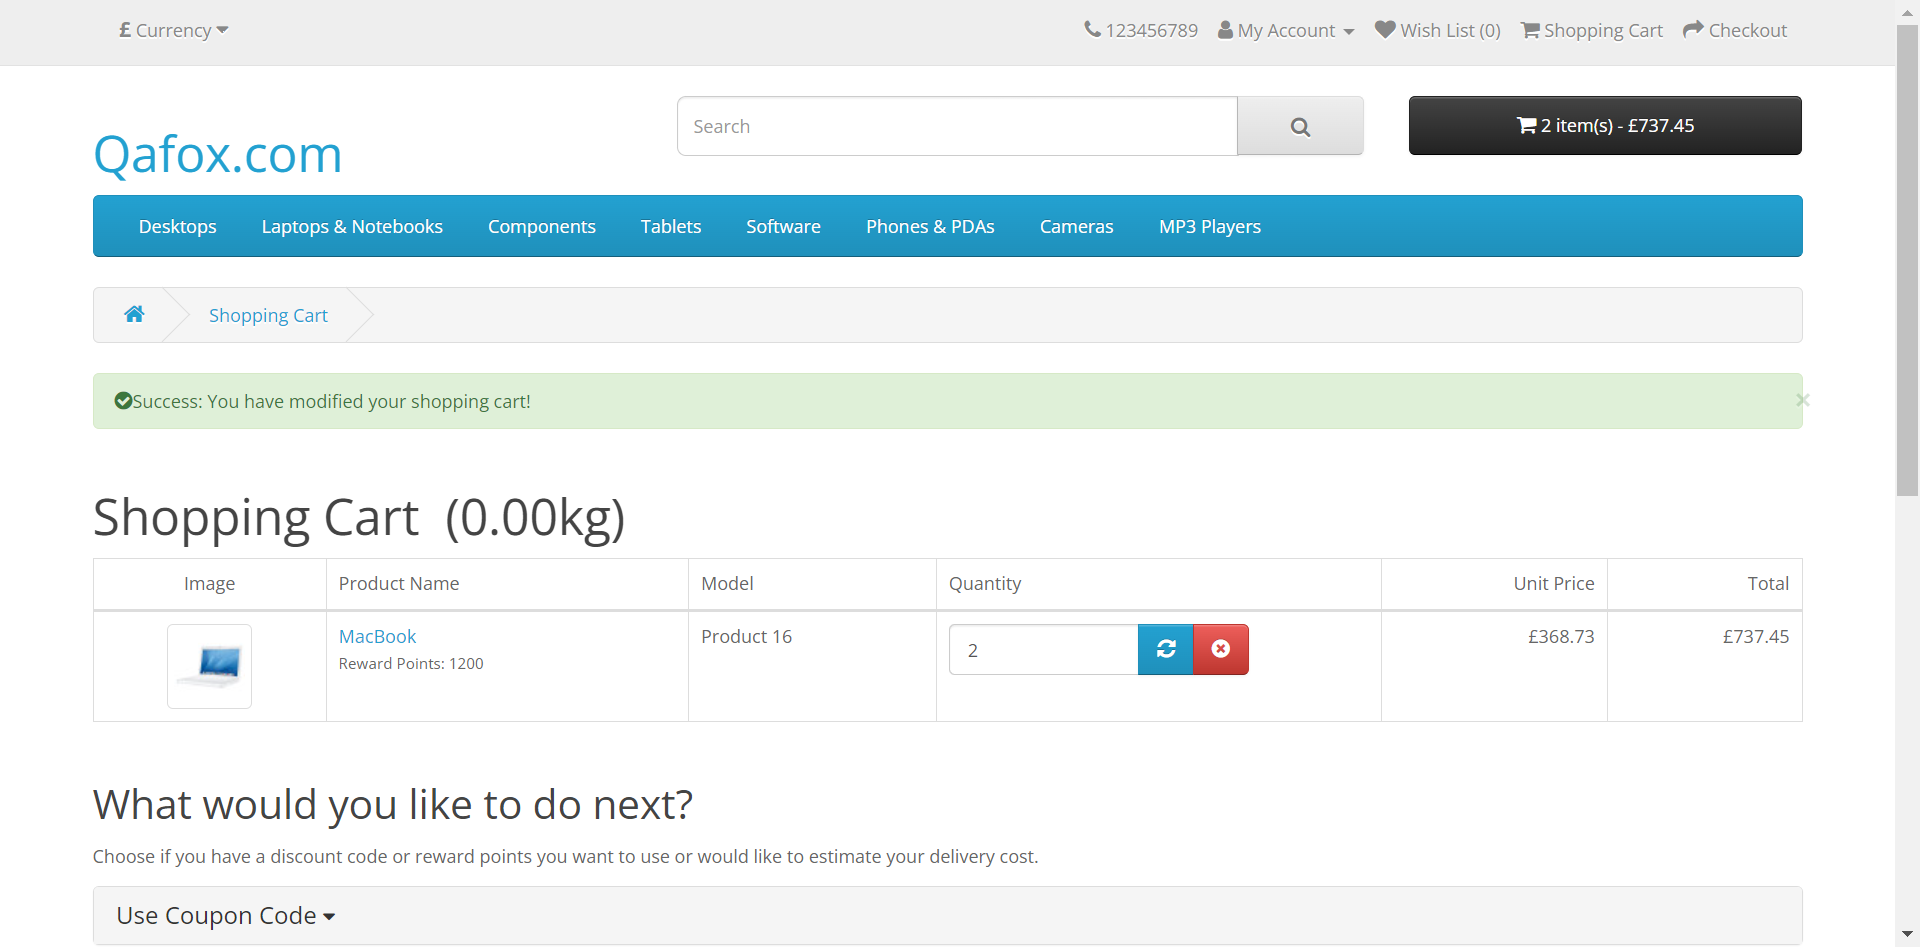 £ Currency
123456789 My Account Wish List (0) Shopping Cart Checkout
Search
2 item(s) - £737.45
Qafox.com
Desktops Laptops & Notebooks Components Tablets Software Phones & PDAs Cameras MP3 Players
Shopping Cart
Success: You have modified your shopping cart!
×
Shopping Cart (0.00kg)
Image Product Name Model Quantity Unit Price Total
MacBook Product 16 2 £368.73 £737.45
Reward Points: 1200
What would you like to do next?
Choose if you have a discount code or reward points you want to use or would like to estimate your delivery cost.
Use Coupon Code